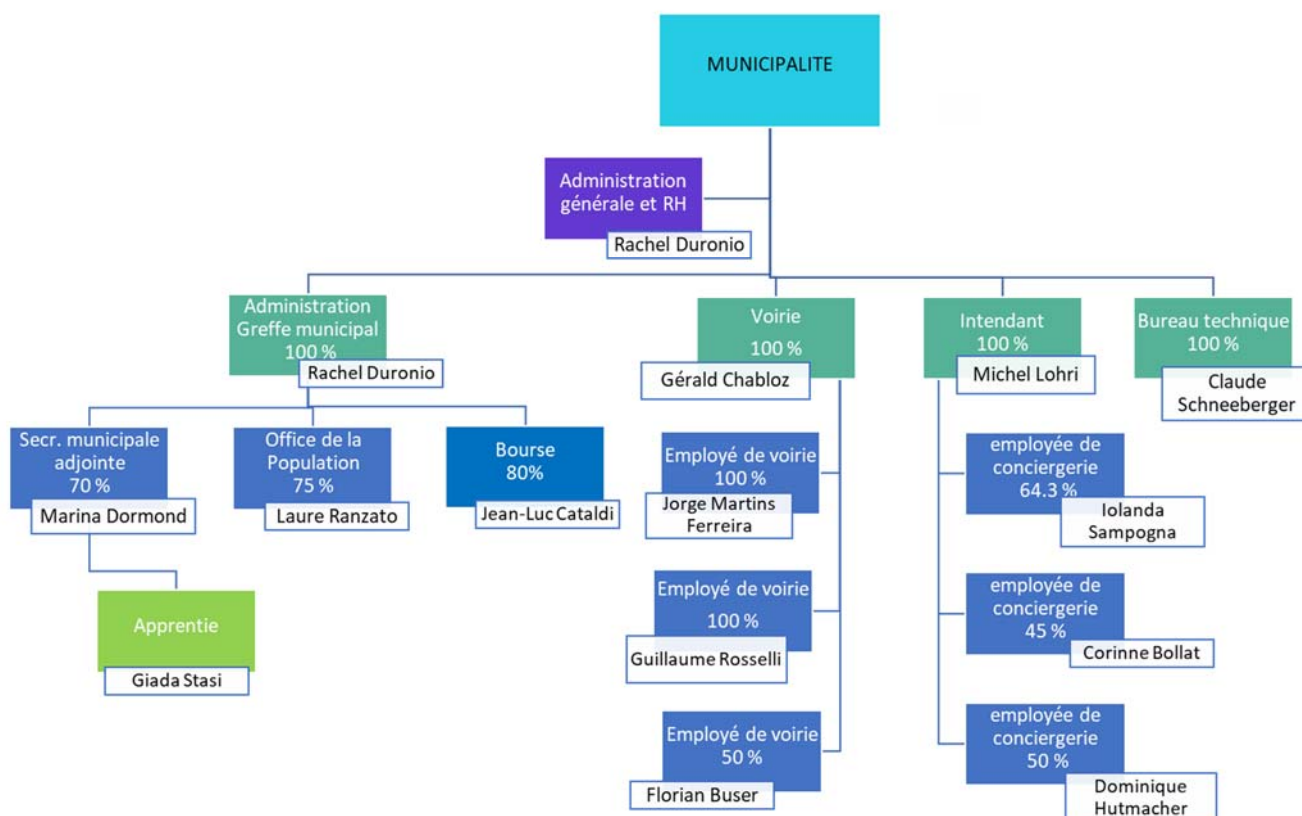 MUNICIPALITE
Administration
générale et RH
Rachel Duronio
Administration
Greffe municipal
100 %
Rachel Duronio
Voirie
100 %
Gérald Chabloz
Intendant
100 %
Michel Lohri
Bureau technique
100 %
Claude
Schneeberger
Secr. municipale
adjointe
70 %
Marina Dormond
Office de la
Population
75 %
Laure Ranzato
Bourse
80%
Jean-Luc Cataldi
Employé de voirie
100 %
Jorge Martins
Ferreira
employée de
conciergerie
64.3 %
Iolanda
Sampogna
Apprentie
Giada Stasi
Employé de voirie
100 %
Guillaume Rosselli
employée de
conciergerie
45 %
Corinne Bollat
Employé de voirie
50 %
Florian Buser
employée de
conciergerie
50 %
Dominique
Hutmacher